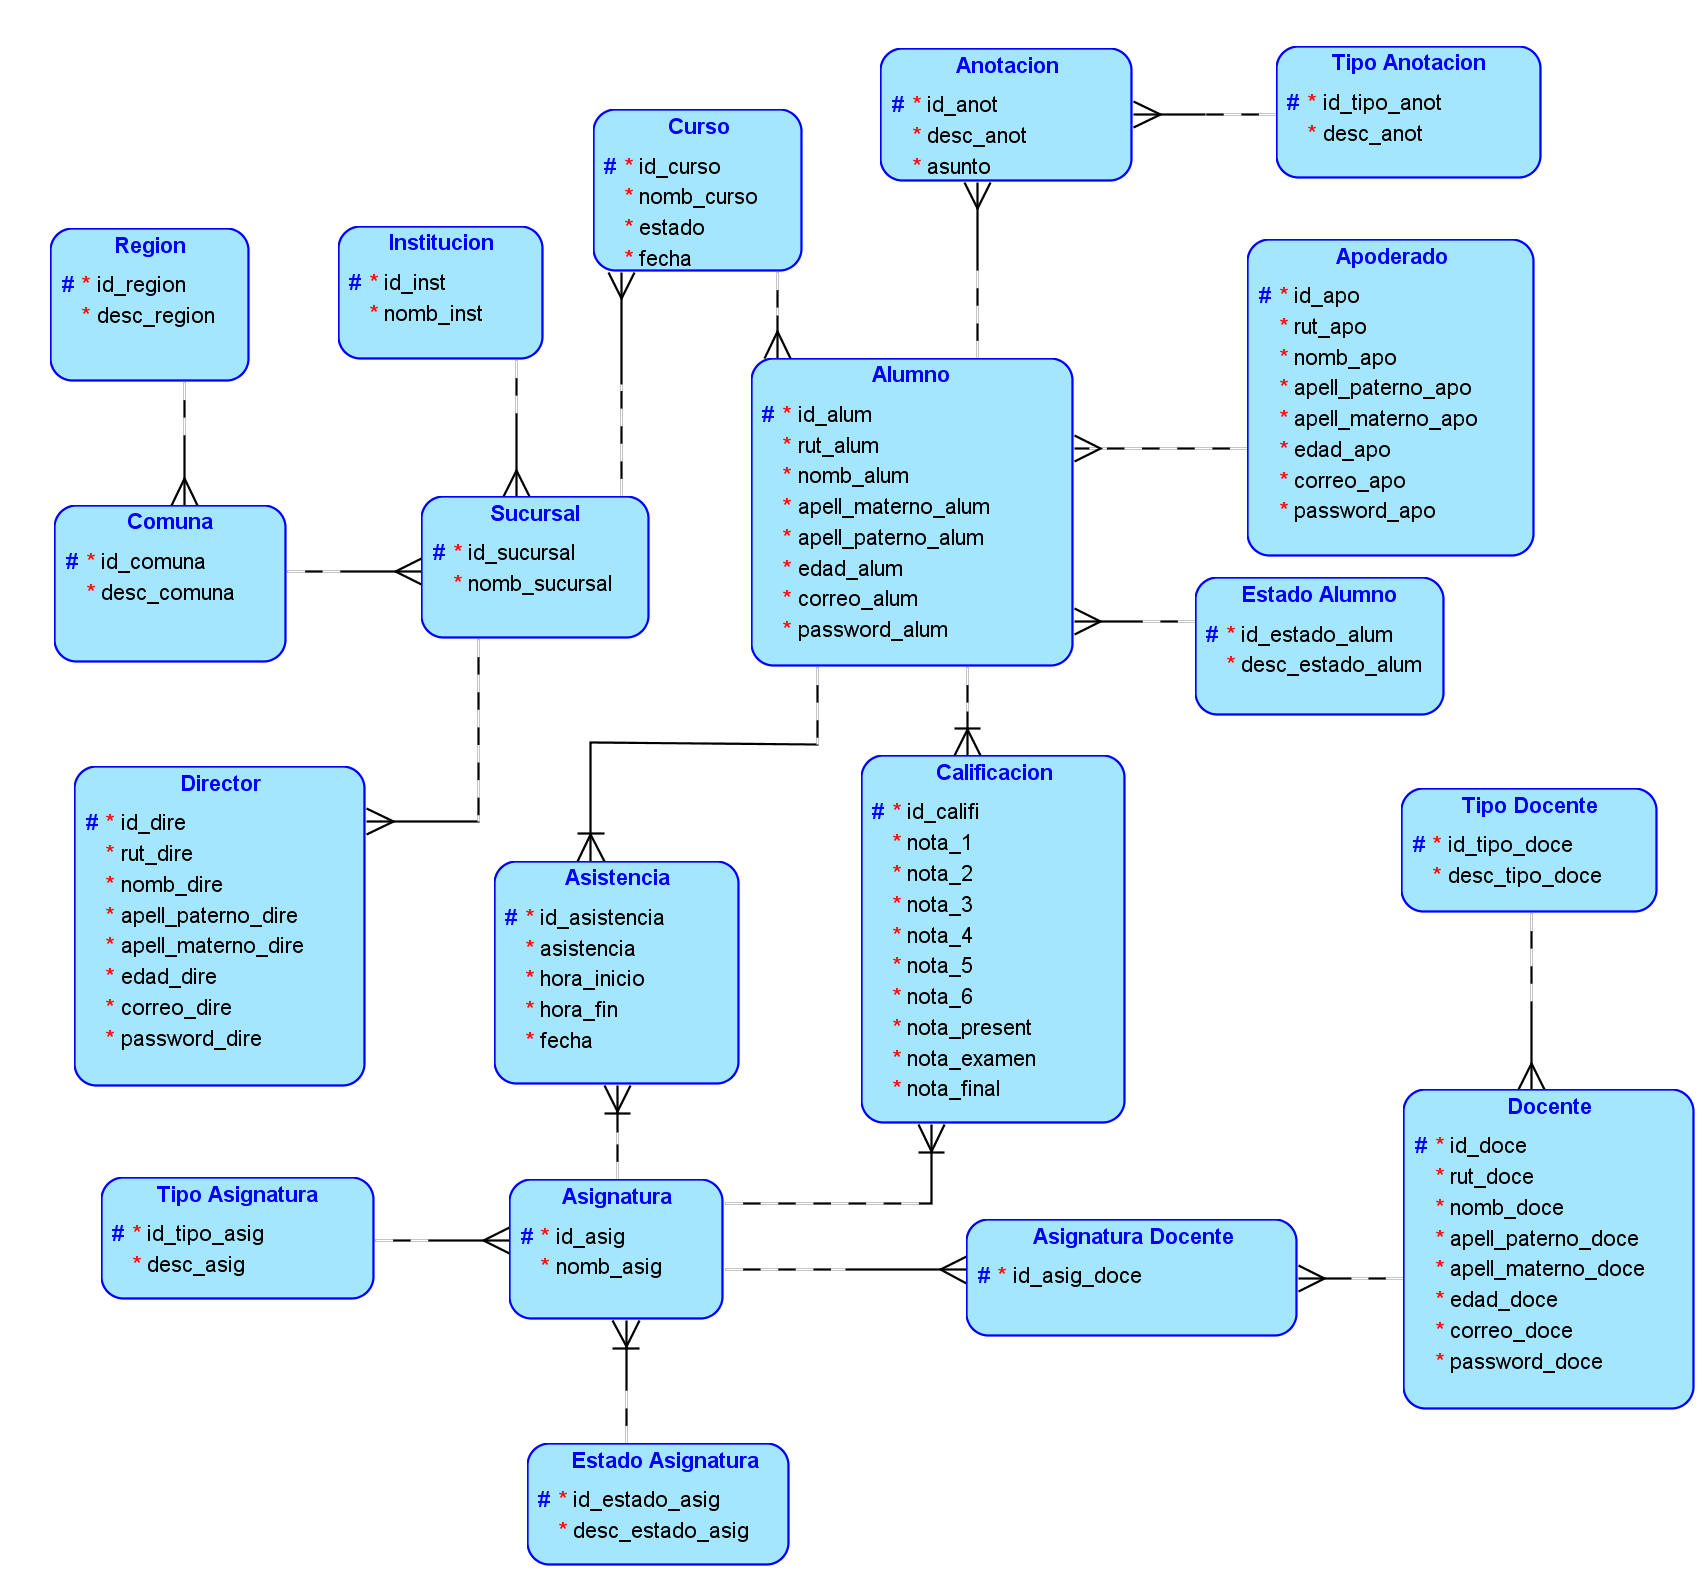 Anotacion
# * id_anot
* desc_anot
* asunto
Tipo Anotacion
# * id_tipo_anot
* desc_anot
Curso
# * id_curso
* nomb_curso
* estado
* fecha
Region
# * id_region
* desc_region
Institucion
# * id_inst
* nomb_inst
Apoderado
# * id_apo
* rut_apo
* nomb_apo
* apell_paterno_apo
* apell_materno_apo
* edad_apo
* correo_apo
* password_apo
Alumno
# * id_alum
* rut_alum
* nomb_alum
* apell_materno_alum
* apell_paterno_alum
* edad_alum
* correo_alum
* password_alum
Comuna
# * id_comuna
* desc_comuna
Sucursal
# * id_sucursal
* nomb_sucursal
Estado Alumno
# * id_estado_alum
* desc_estado_alum
Director
# * id_dire
* rut_dire
* nomb_dire
* apell_paterno_dire
* apell_materno_dire
* edad_dire
* correo_dire
* password_dire
Asistencia
# * id_asistencia
* asistencia
* hora_inicio
* hora_fin
* fecha
Calificacion
# * id_califi
* nota_1
* nota_2
* nota_3
* nota_4
* nota_5
* nota_6
* nota_present
* nota_examen
* nota_final
Tipo Docente
# * id_tipo_doce
* desc_tipo_doce
Docente
# * id_doce
* rut_doce
* nomb_doce
* apell_paterno_doce
* apell_materno_doce
* edad_doce
* correo_doce
* password_doce
Tipo Asignatura
# * id_tipo_asig
* desc_asig
Asignatura
# * id_asig
* nomb_asig
Asignatura Docente
# * id_asig_doce
Estado Asignatura
# * id_estado_asig
* desc_estado_asig